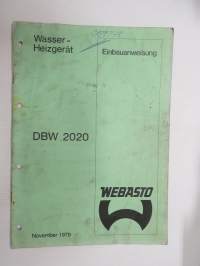 Wasser-
Heizgerät
Einbauanweisung
DBW 2020
WEBASTO
November 1979